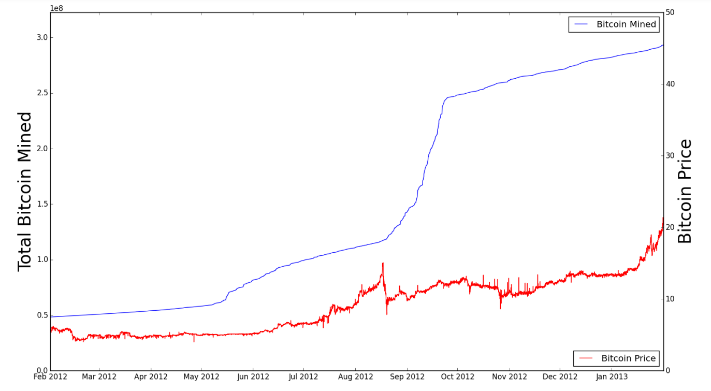 1e8
50
Bitcoin Mined
3.0
40
2.5
2.0
30
Total Bitcoin Mined
Bitcoin Price
1.5
20
1.0
10
0.5
Bitcoin Price
0.0
0
Feb 2012 Mar 2012 Apr 2012 May 2012 Jun 2012 Jul 2012 Aug 2012 Sep 2012 Oct 2012 Nov 2012 Dec 2012 Jan 2013